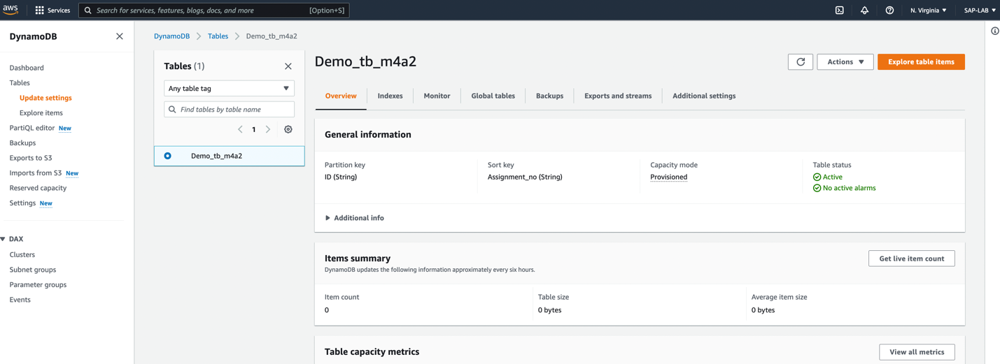 aws
Services
Search for services, features, blogs, docs, and more
[Option+S]
N. Virginia
SAP-LAB
DynamoDB
Dashboard
Tables
Update settings
Explore items
PartiQL editor New
Backups
Exports to S3
Imports from S3 New
Reserved capacity
Settings New
DAX
Clusters
Subnet groups
Parameter groups
Events
DynamoDB
Tables
Demo_tb_m4a2
Tables (1)
Any table tag
Find tables by table name
1
Demo_tb_m4a2
Demo_tb_m4a2
Actions
Explore table items
Overview
Indexes
Monitor
Global tables
Backups
Exports and streams
Additional settings
General information
Partition key
ID (String)
Sort key
Assignment_no (String)
Capacity mode
Provisioned
Table status
Active
No active alarms
Additional info
Items summary
DynamoDB updates the following information approximately every six hours.
Get live item count
Item count
0
Table size
0 bytes
Average item size
0 bytes
Table capacity metrics
View all metrics